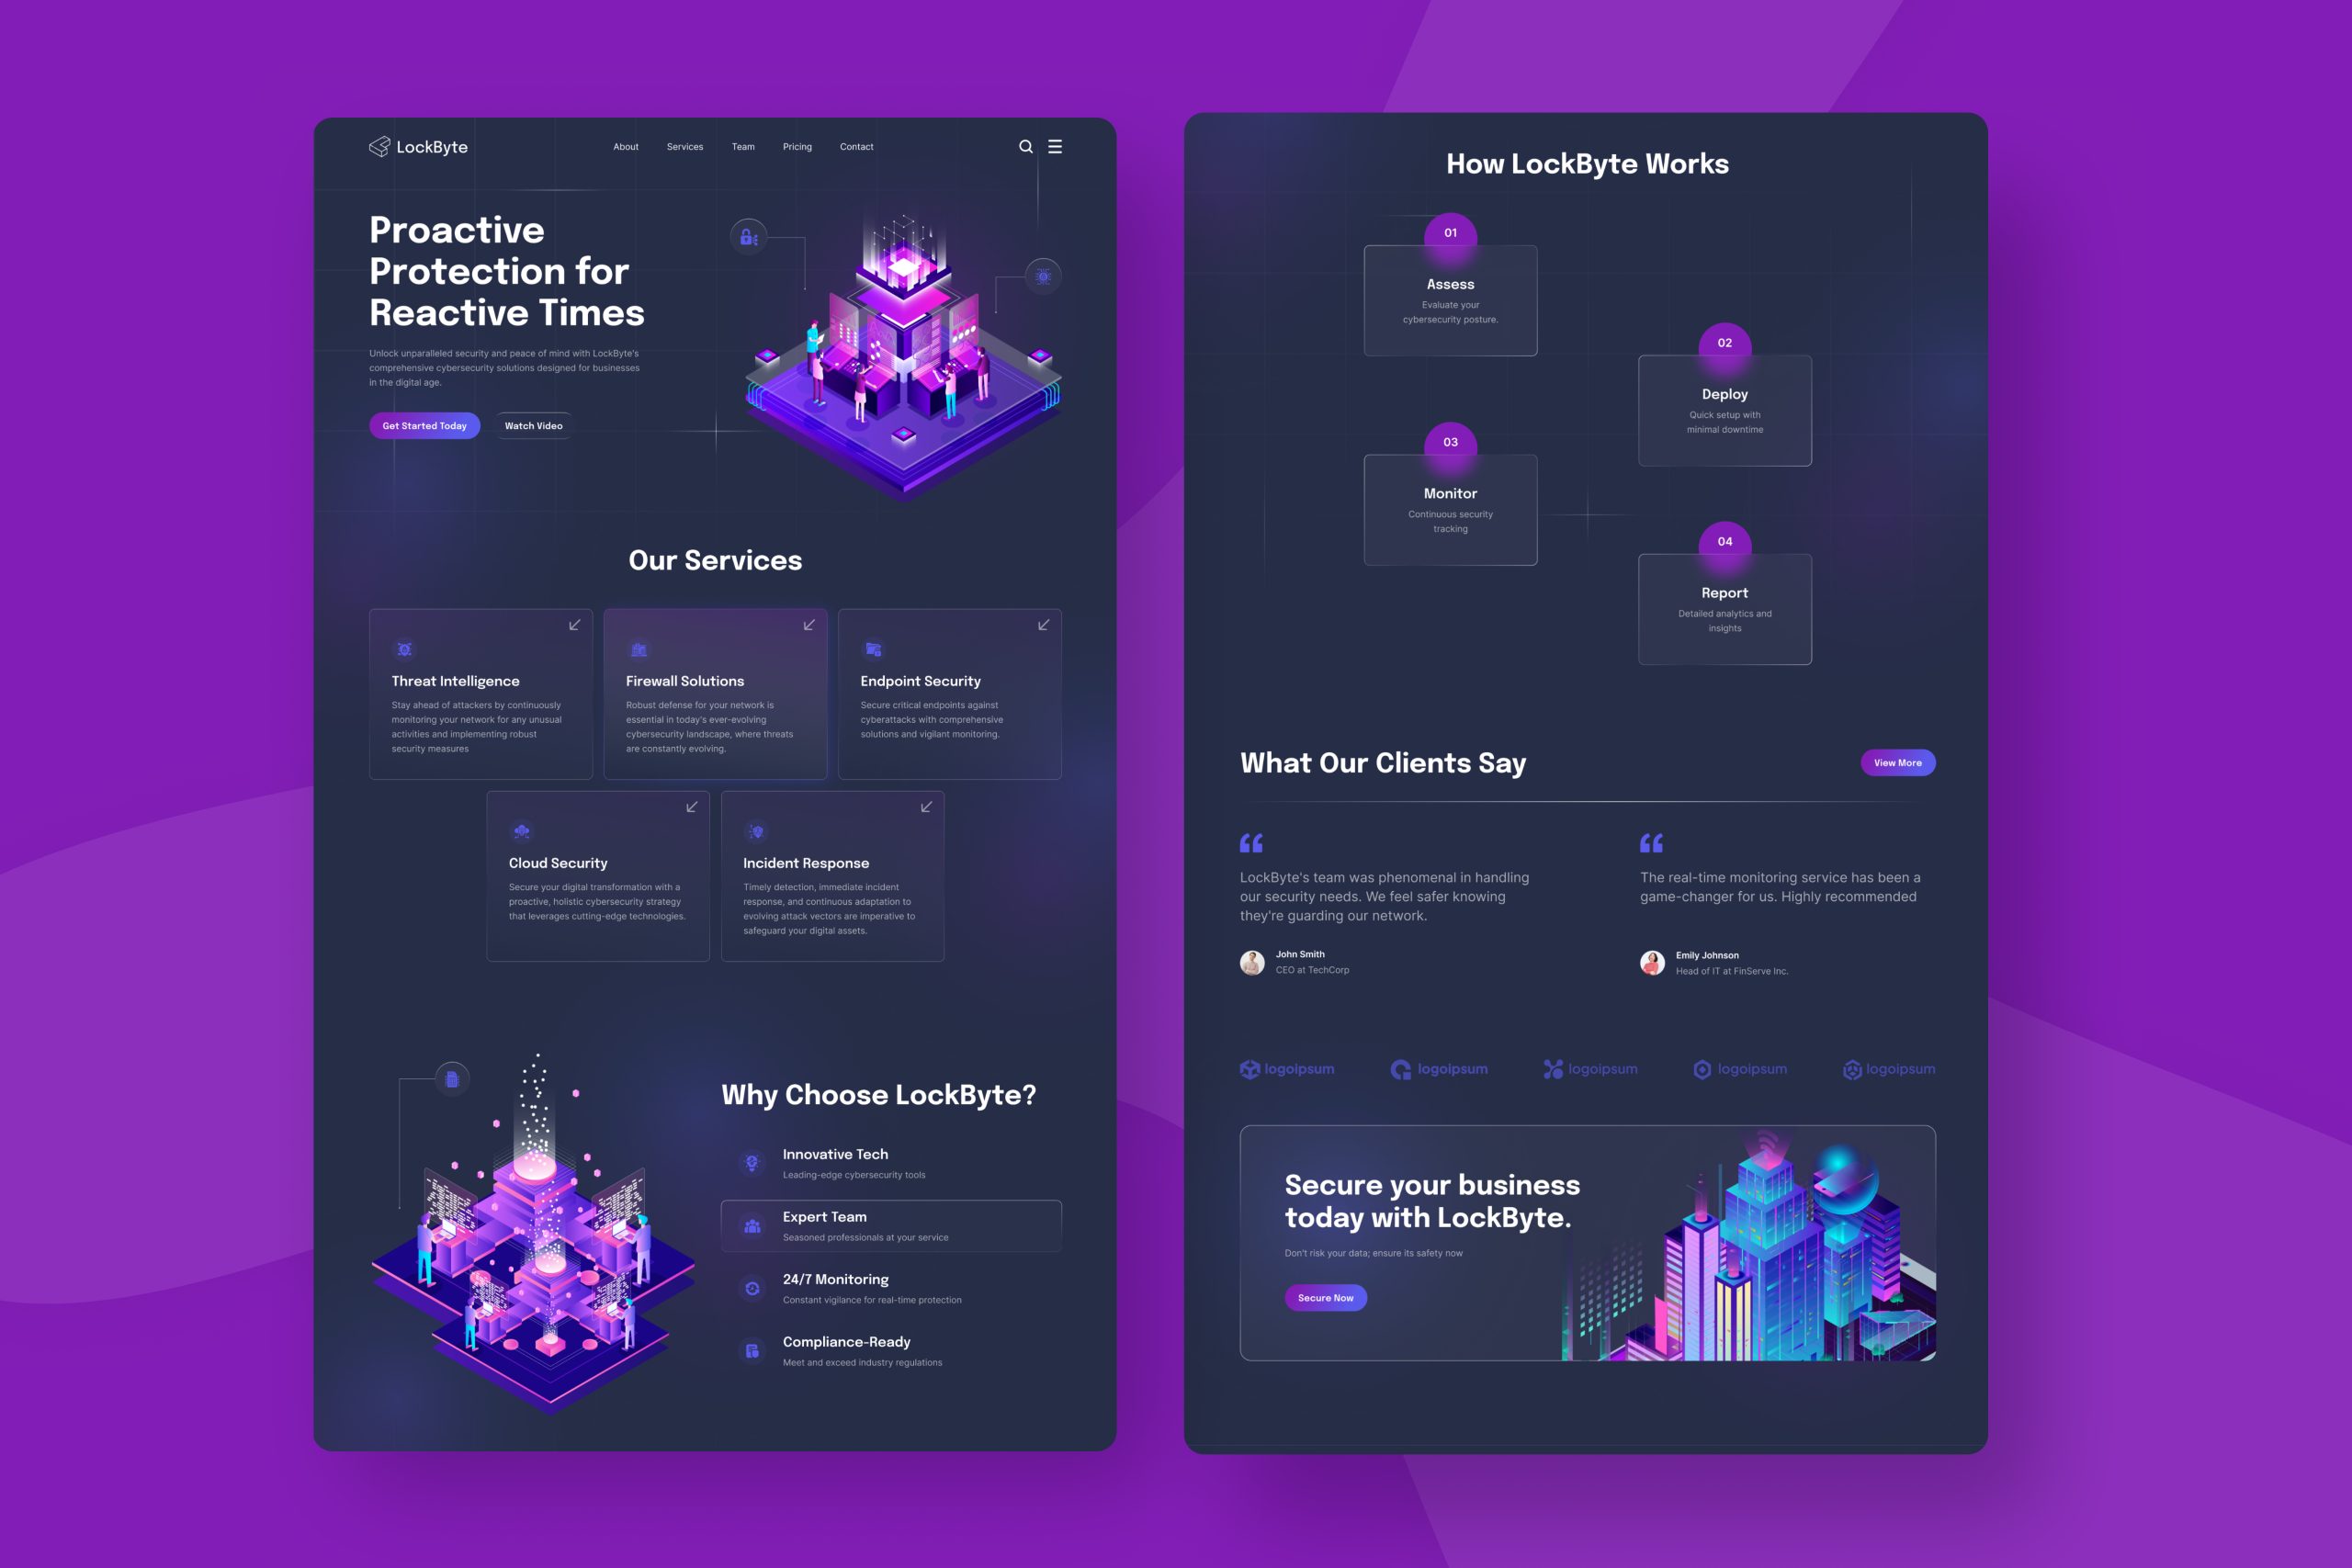 LockByte
About
Services
Team
Pricing
Contact
Proactive
Protection for
Reactive Times
Unlock unparalleled security and peace of mind with LockByte's
comprehensive cybersecurity solutions designed for businesses
in the digital age.
Get Started Today
Watch Video
Our Services
Threat Intelligence
Stay ahead of attackers by continuously
monitoring your network for any unusual
activities and implementing robust
security measures
Firewall Solutions
Robust defense for your network is
essential in today's ever-evolving
cybersecurity landscape, where threats
are constantly evolving.
Endpoint Security
Secure critical endpoints against
cyberattacks with comprehensive
solutions and vigilant monitoring.
Cloud Security
Secure your digital transformation with a
proactive, holistic cybersecurity strategy
that leverages cutting-edge technologies.
Incident Response
Timely detection, immediate incident
response, and continuous adaptation to
evolving attack vectors are imperative to
safeguard your digital assets.
Why Choose LockByte?
Innovative Tech
Leading-edge cybersecurity tools
Expert Team
Seasoned professionals at your service
24/7 Monitoring
Constant vigilance for real-time protection
Compliance-Ready
Meet and exceed industry regulations
How LockByte Works
01
Assess
Evaluate your
cybersecurity posture.
02
Deploy
Quick setup with
minimal downtime
03
Monitor
Continuous security
tracking
04
Report
Detailed analytics and
insights
What Our Clients Say
View More
LockByte's team was phenomenal in handling
our security needs. We feel safer knowing
they're guarding our network.
John Smith
CEO at TechCorp
The real-time monitoring service has been a
game-changer for us. Highly recommended
Emily Johnson
Head of IT at FinServe Inc.
logoipsum
logoipsum
logoipsum
logoipsum
logoipsum
Secure your business
today with LockByte.
Don't risk your data; ensure its safety now
Secure Now